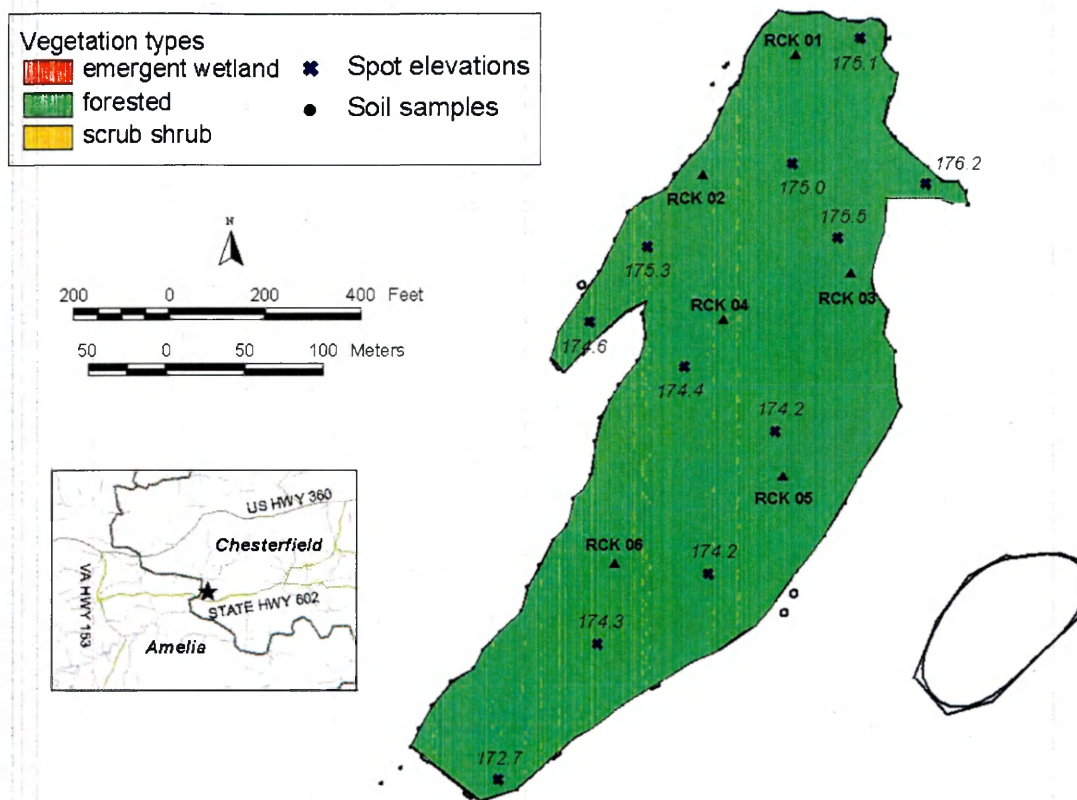 Vegetation types
emergent wetland
forested
scrub shrub
Spot elevations
Soil samples
N
200 0 200 400 Feet
50 0 50 100 Meters
US HWY 360
Chesterfield
VA HWY 153
STATE HWY 602
Amelia
RCK 01
175.1
176.2
175.0
RCK 02
175.5
175.3
RCK 03
RCK 04
174.6
174.4
174.2
RCK 05
RCK 06
174.2
174.3
172.7